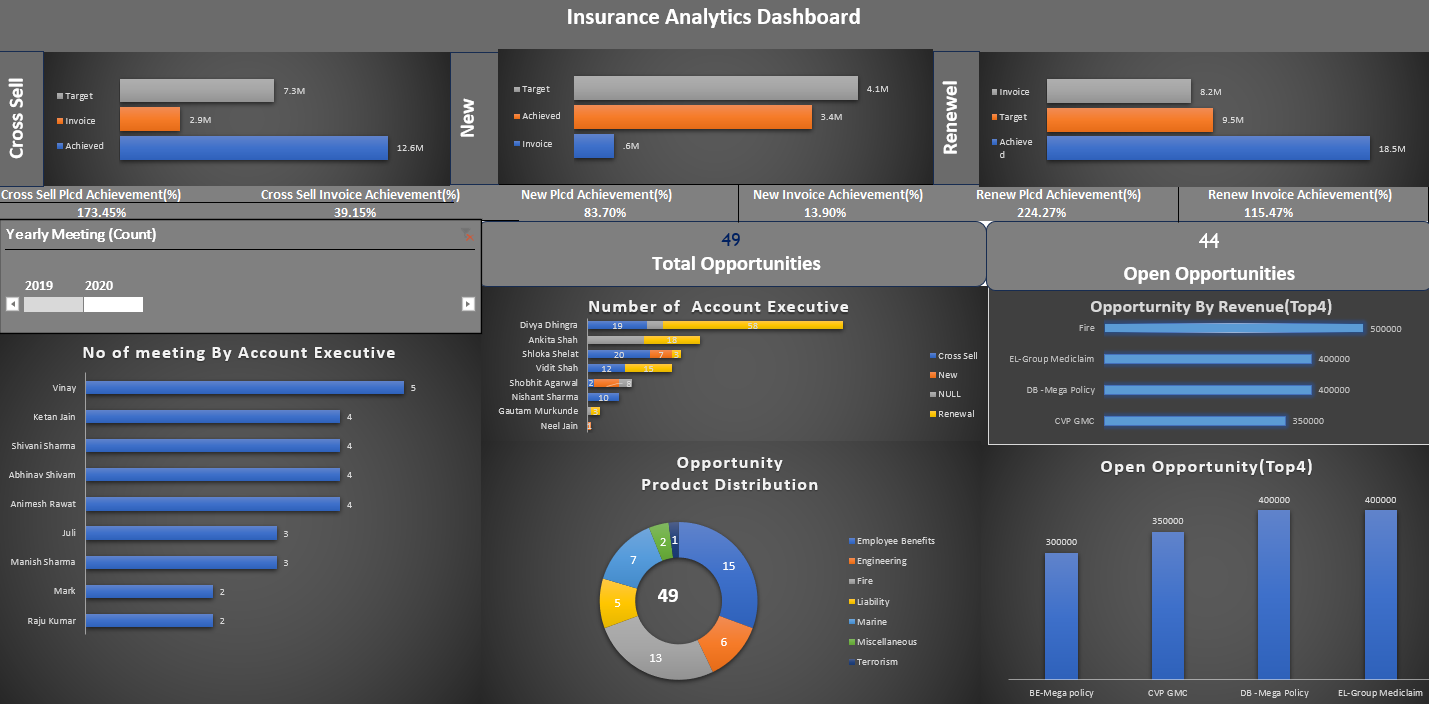 Insurance Analytics Dashboard
Cross Sell
Target
7.3M
Invoice
2.9M
Achieved
12.6M
New
Target
4.1M
Achieved
3.4M
Invoice
.6M
Renewel
Invoice
8.2M
Target
9.5M
Achieve
d
18.5M
Cross Sell Plcd Achievement(%)
173.45%
Cross Sell Invoice Achievement(%)
39.15%
New Plcd Achievement(%)
83.70%
New Invoice Achievement(%)
13.90%
Renew Plcd Achievement(%)
224.27%
Renew Invoice Achievement(%)
115.47%
Yearly Meeting (Count)
2019 2020
49
Total Opportunities
44
Open Opportunities
No of meeting By Account Executive
Vinay 5
Ketan Jain 4
Shivani Sharma 4
Abhinav Shivam 4
Animesh Rawat 4
Juli 3
Manish Sharma 3
Mark 2
Raju Kumar 2
Number of Account Executive
Divya Dhingra 19 58
Ankita Shah
Shloka Shelat 20 7 3
Vidit Shah 12 15
Shobhit Agarwal 2 8
Nishant Sharma 10
Gautam Murkunde 3
Neel Jain 1
Cross Sell
New
NULL
Renewal
Opportunity
Product Distribution
15
6
13
5
7
2
1
49
Employee Benefits
Engineering
Fire
Liability
Marine
Miscellaneous
Terrorism
Opporturnity By Revenue(Top4)
Fire 500000
EL-Group Mediclaim 400000
DB -Mega Policy 400000
CVP GMC 350000
Open Opportunity(Top4)
300000
350000
400000
400000
BE-Mega policy
CVP GMC
DB -Mega Policy
EL-Group Mediclaim